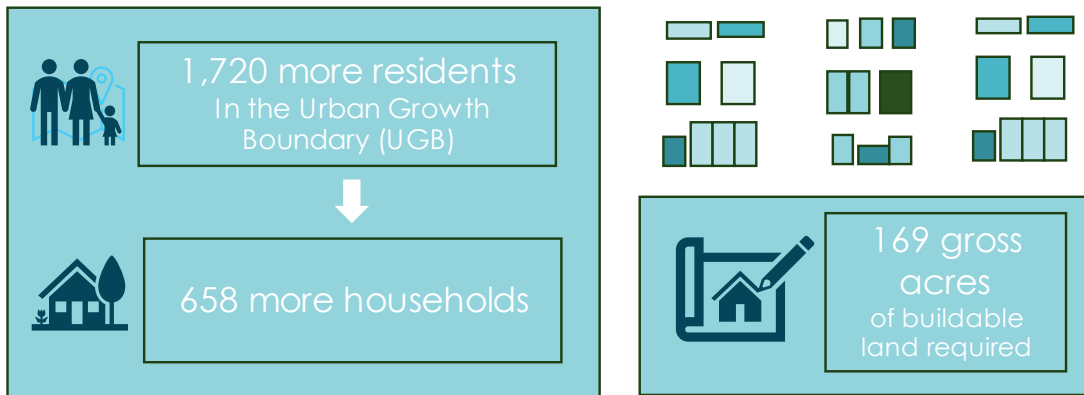 1,720 more residents
In the Urban Growth
Boundary (UGB)
658 more households
169 gross
acres
of buildable
land required